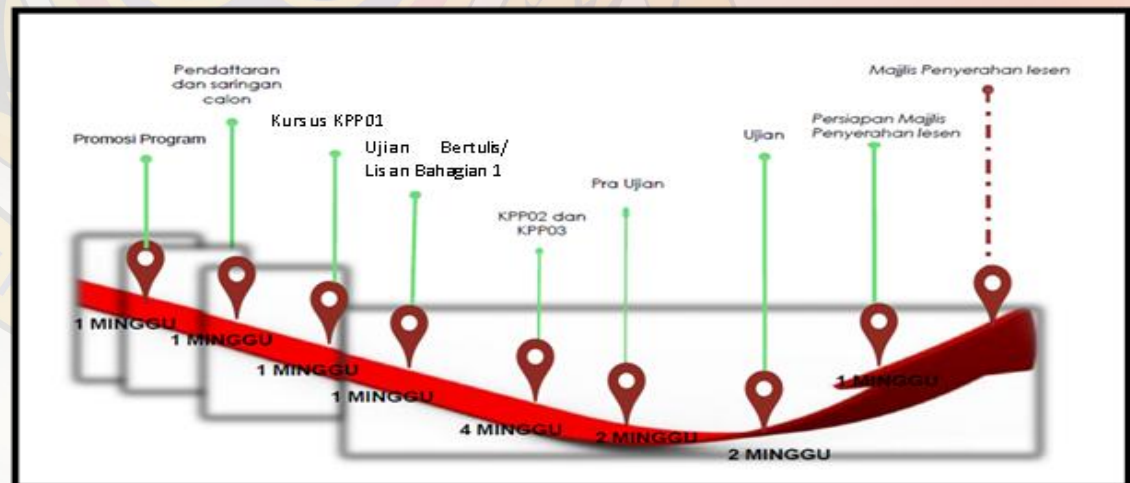 Promosi Program
Pendaftaran
dan saringan
calon
Kursus KPP01
Ujian Bertulis/
Lisan Bahagian 1
KPP02 dan
KPP03
Pra Ujian
Ujian
Persiapan Majlis
Penyerahan lesen
Majlis Penyerahan lesen
1 MINGGU
1 MINGGU
1 MINGGU
1 MINGGU
4 MINGGU
2 MINGGU
2 MINGGU
1 MINGGU